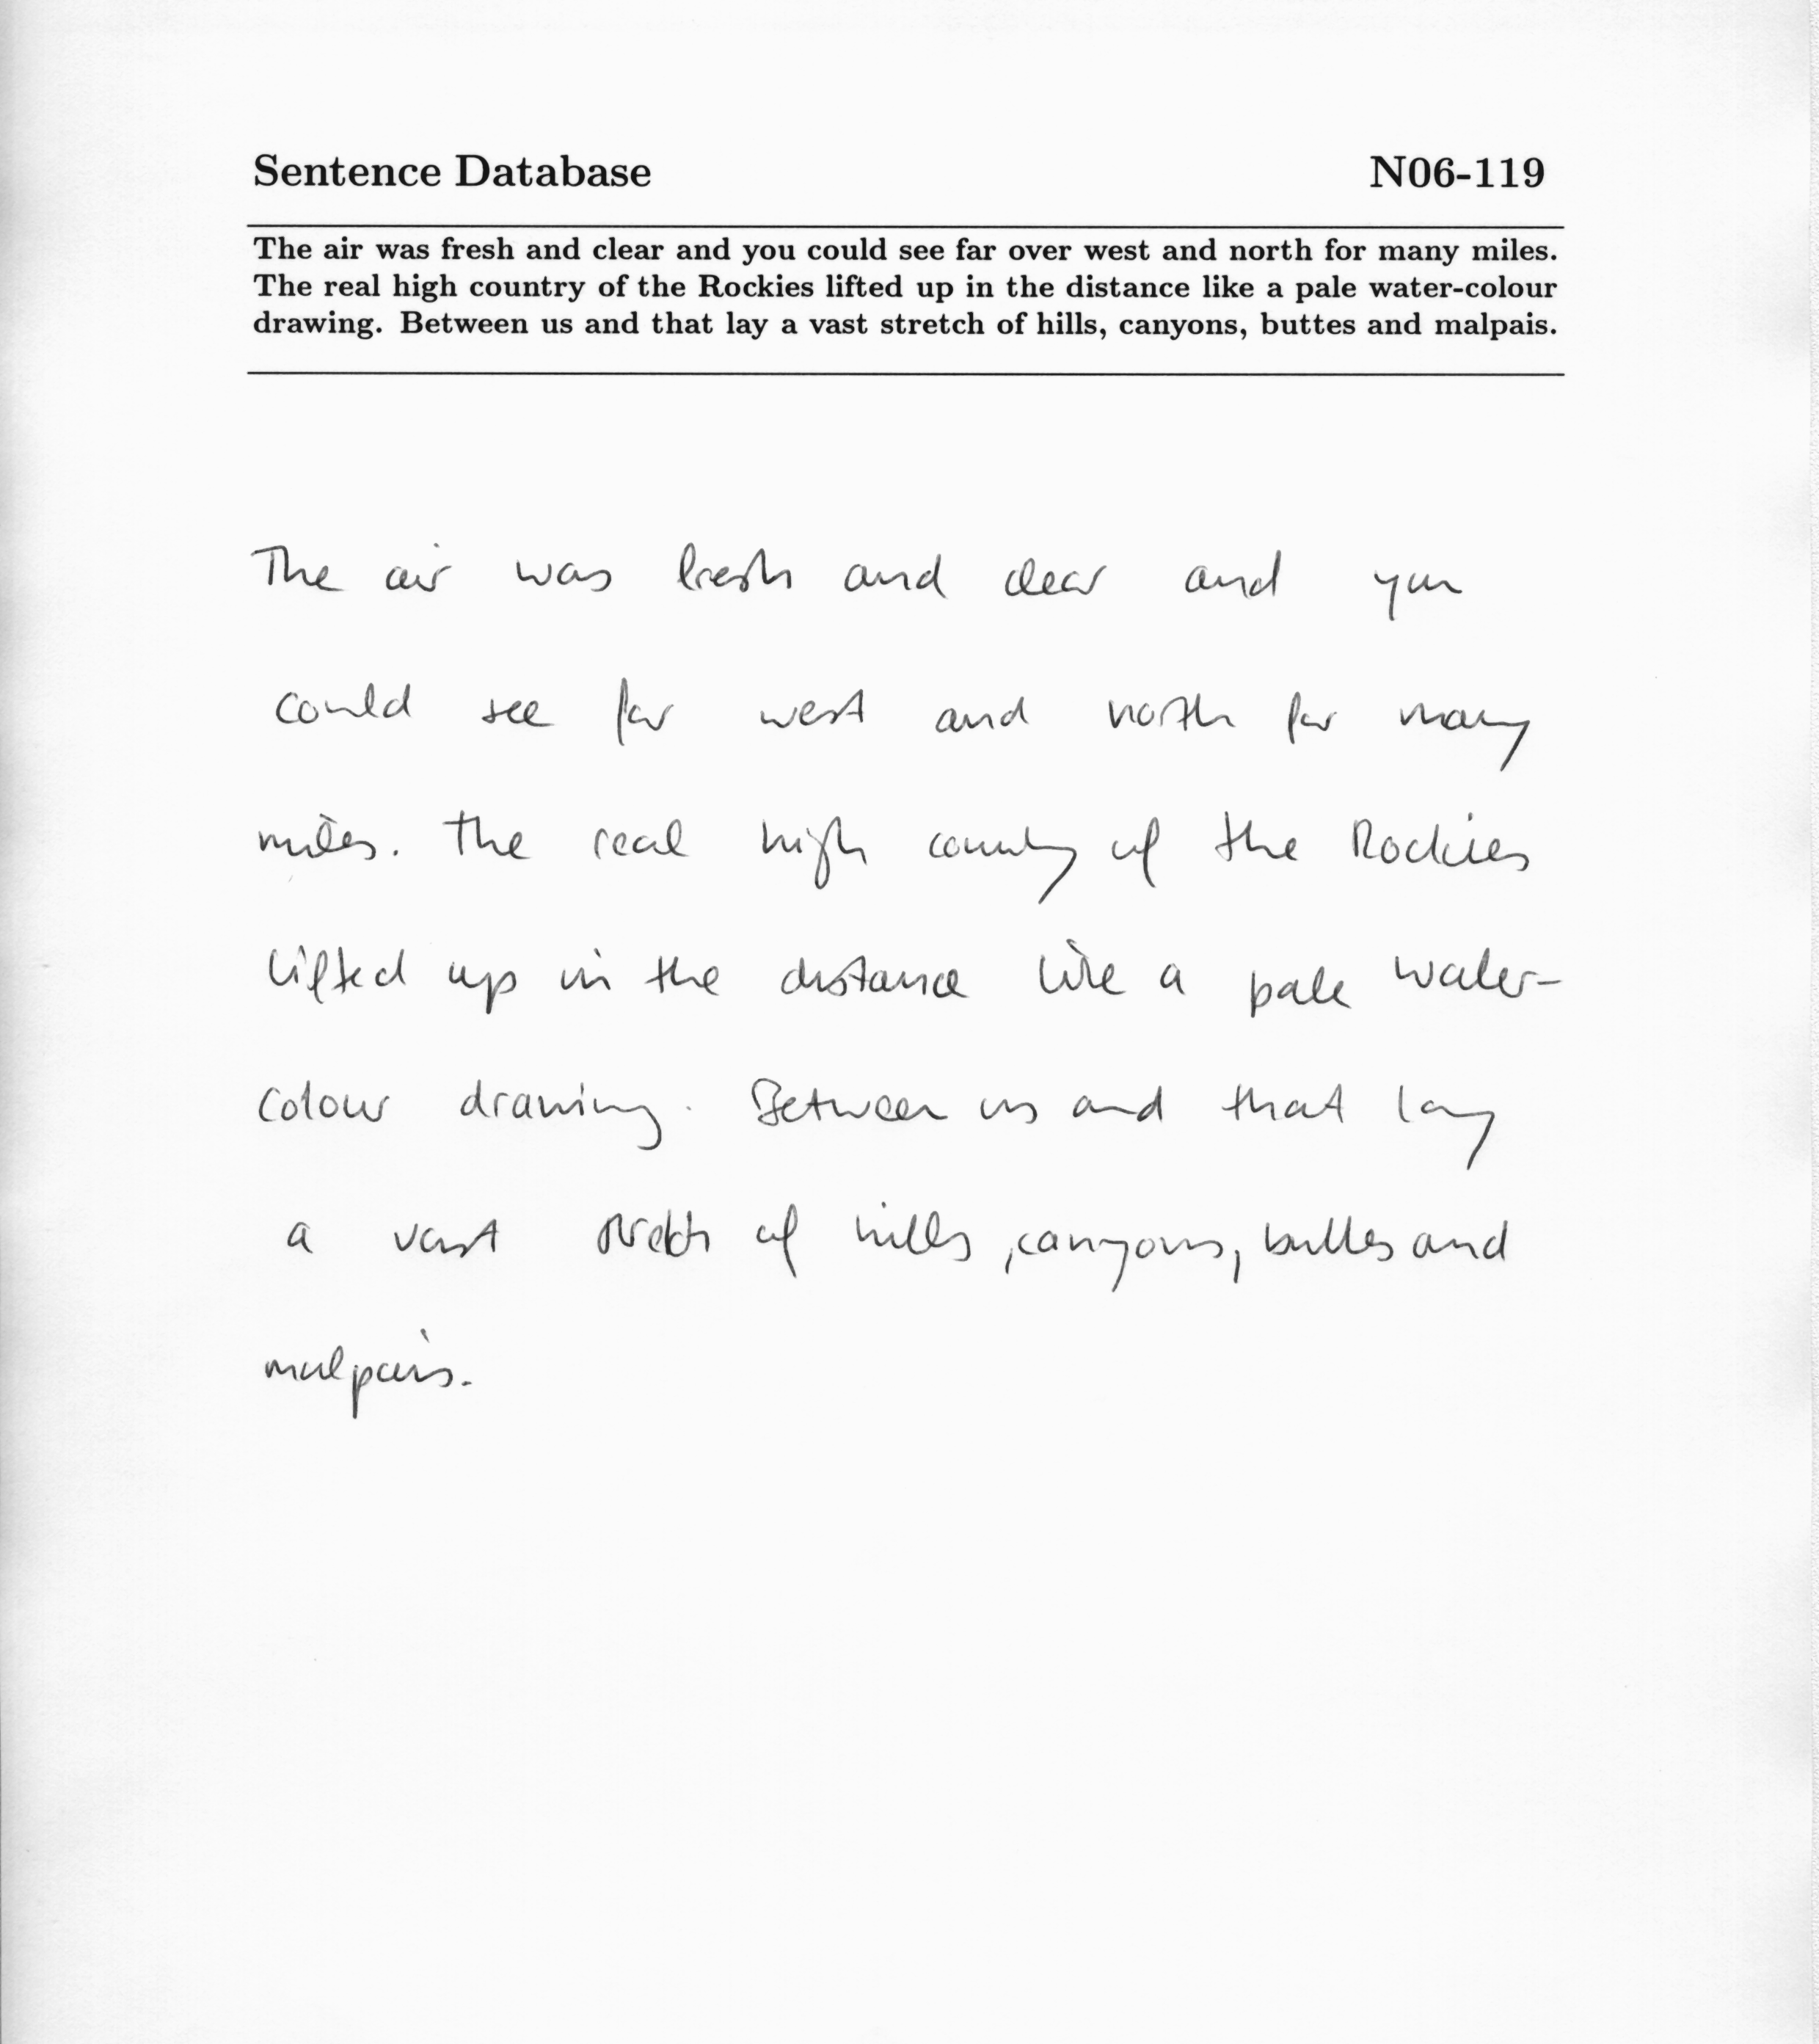 Sentence Database N06-119
The air was fresh and clear and you could see far over west and north for many miles.
The real high country of the Rockies lifted up in the distance like a pale water-colour
drawing. Between us and that lay a vast stretch of hills, canyons, buttes and malpais.
The air was fresh and clear and you
could see far west and north for many
miles. The real high country of the Rockies
lifted up in the distance like a pale water-
colour drawing. Between us and that lay
a vast stretch of hills, canyons, buttes and
malpais.